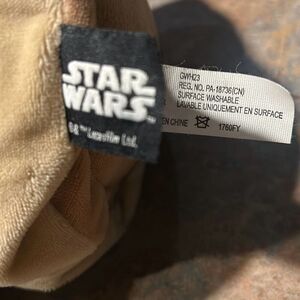 STAR
WARS
® ™ Lucasfilm Ltd.
GWH23
REG. NO. PA-18736(CN)
SURFACE WASHABLE
LAVABLE UNIQUEMENT EN SURFACE
EN CHINE 1760FY